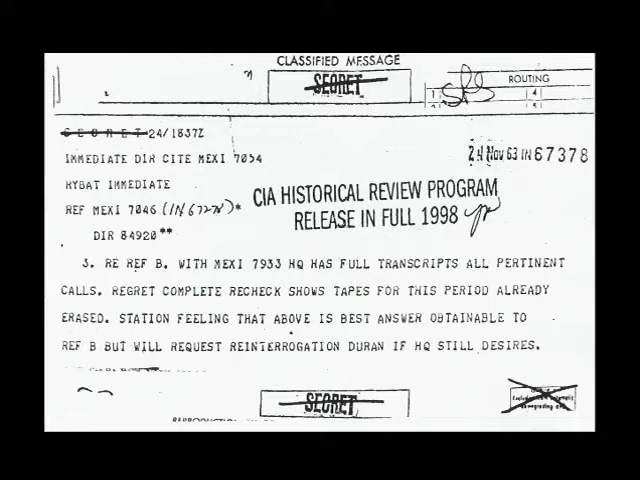 CLASSIFIED MESSAGE
SECRET
ROUTING
1
4
SECRET 24/1837Z
IMMEDIATE DIR CITE MEXI 7054
24 Nov 63 IN 67378
RYBAT IMMEDIATE
REF MEXI 7046 (IN 67278)*
DIR 84920**
CIA HISTORICAL REVIEW PROGRAM
RELEASE IN FULL 1998
3. RE REF B. WITH MEXI 7933 HQ HAS FULL TRANSCRIPTS ALL PERTINENT
CALLS. REGRET COMPLETE RECHECK SHOWS TAPES FOR THIS PERIOD ALREADY
ERASED. STATION FEELING THAT ABOVE IS BEST ANSWER OBTAINABLE TO
REF B BUT WILL REQUEST REINTERROGATION DURAN IF HQ STILL DESIRES.
SECRET